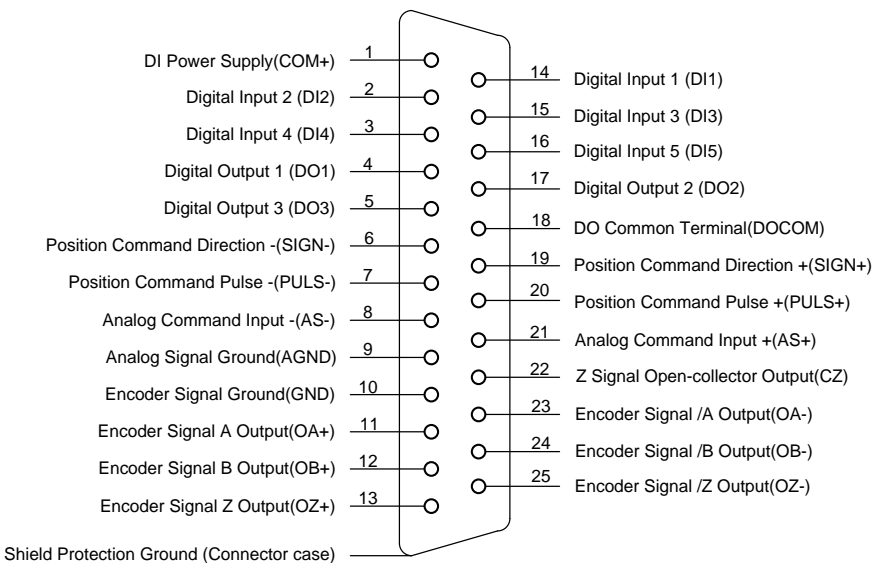 DI Power Supply(COM+) 1
Digital Input 2 (DI2) 2
Digital Input 4 (DI4) 3
Digital Output 1 (DO1) 4
Digital Output 3 (DO3) 5
Position Command Direction -(SIGN-) 6
Position Command Pulse -(PULS-) 7
Analog Command Input -(AS-) 8
Analog Signal Ground(AGND) 9
Encoder Signal Ground(GND) 10
Encoder Signal A Output(OA+) 11
Encoder Signal B Output(OB+) 12
Encoder Signal Z Output(OZ+) 13
Shield Protection Ground (Connector case)
14 Digital Input 1 (DI1)
15 Digital Input 3 (DI3)
16 Digital Input 5 (DI5)
17 Digital Output 2 (DO2)
18 DO Common Terminal(DOCOM)
19 Position Command Direction +(SIGN+)
20 Position Command Pulse +(PULS+)
21 Analog Command Input +(AS+)
22 Z Signal Open-collector Output(CZ)
23 Encoder Signal /A Output(OA-)
24 Encoder Signal /B Output(OB-)
25 Encoder Signal /Z Output(OZ-)